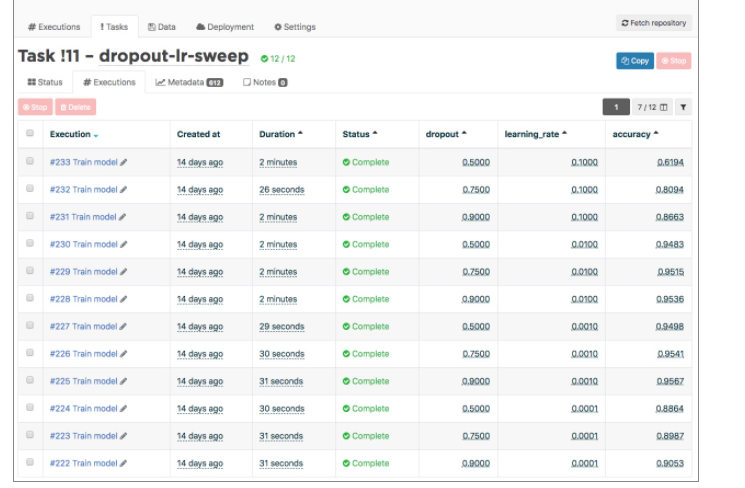 # Executions ! Tasks Data Deployment Settings Fetch repository
Task !11 – dropout-lr-sweep 12 / 12 Copy Stop
Status # Executions Metadata 612 Notes 0
Stop Delete 1 7 / 12
Execution Created at Duration Status dropout learning_rate accuracy
#233 Train model 14 days ago 2 minutes Complete 0.5000 0.1000 0.6194
#232 Train model 14 days ago 26 seconds Complete 0.7500 0.1000 0.8094
#231 Train model 14 days ago 2 minutes Complete 0.9000 0.1000 0.8663
#230 Train model 14 days ago 2 minutes Complete 0.5000 0.0100 0.9483
#229 Train model 14 days ago 2 minutes Complete 0.7500 0.0100 0.9515
#228 Train model 14 days ago 2 minutes Complete 0.9000 0.0100 0.9536
#227 Train model 14 days ago 29 seconds Complete 0.5000 0.0010 0.9498
#226 Train model 14 days ago 30 seconds Complete 0.7500 0.0010 0.9541
#225 Train model 14 days ago 31 seconds Complete 0.9000 0.0010 0.9567
#224 Train model 14 days ago 30 seconds Complete 0.5000 0.0001 0.8864
#223 Train model 14 days ago 31 seconds Complete 0.7500 0.0001 0.8987
#222 Train model 14 days ago 31 seconds Complete 0.9000 0.0001 0.9053